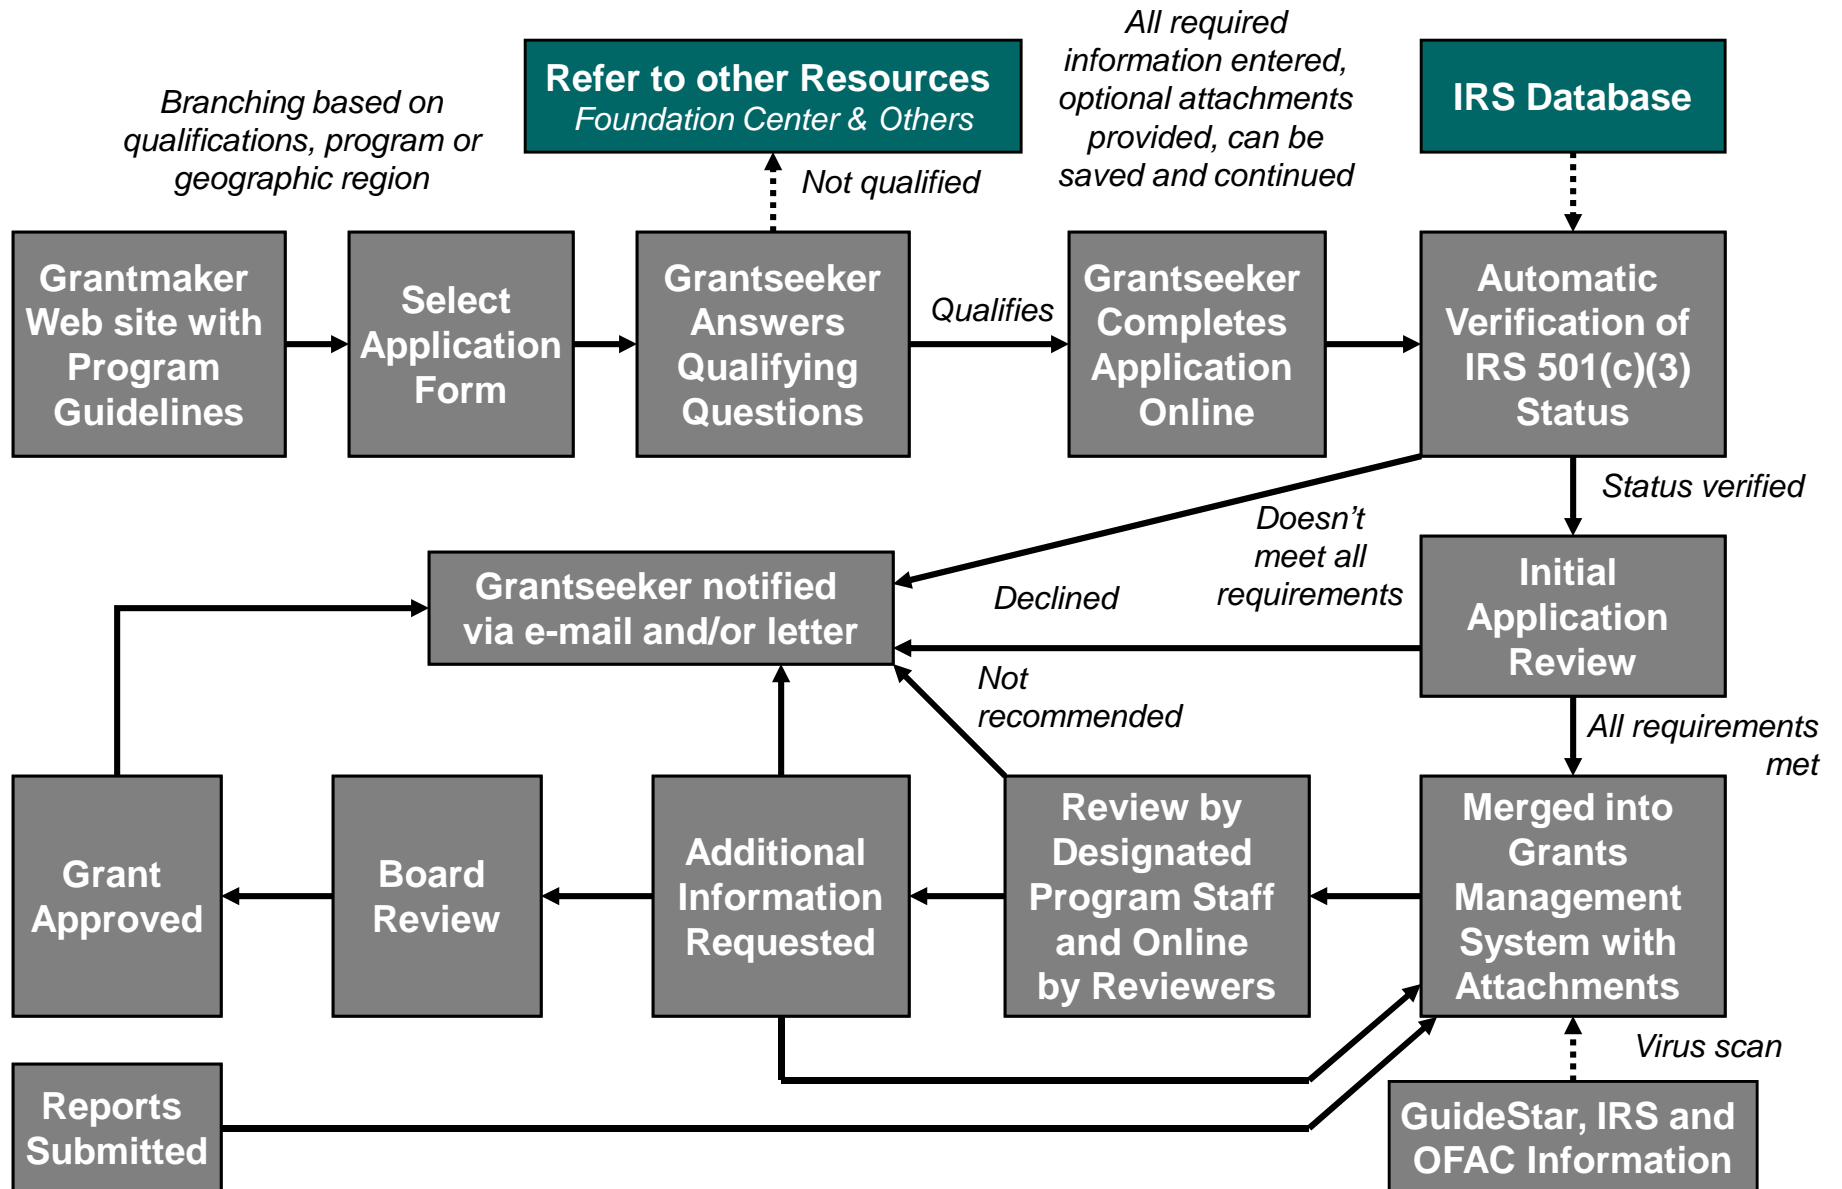 Branching based on
qualifications, program or
geographic region
Refer to other Resources
Foundation Center & Others
All required
information entered,
optional attachments
provided, can be
saved and continued
IRS Database
Not qualified
Grantmaker
Web site with
Program
Guidelines
Select
Application
Form
Grantseeker
Answers
Qualifying
Questions
Qualifies
Grantseeker
Completes
Application
Online
Automatic
Verification of
IRS 501(c)(3)
Status
Status verified
Doesn't
meet all
requirements
Grantseeker notified
via e-mail and/or letter
Declined
Initial
Application
Review
Not
recommended
All requirements
met
Grant
Approved
Board
Review
Additional
Information
Requested
Review by
Designated
Program Staff
and Online
by Reviewers
Merged into
Grants
Management
System with
Attachments
Virus scan
Reports
Submitted
GuideStar, IRS and
OFAC Information